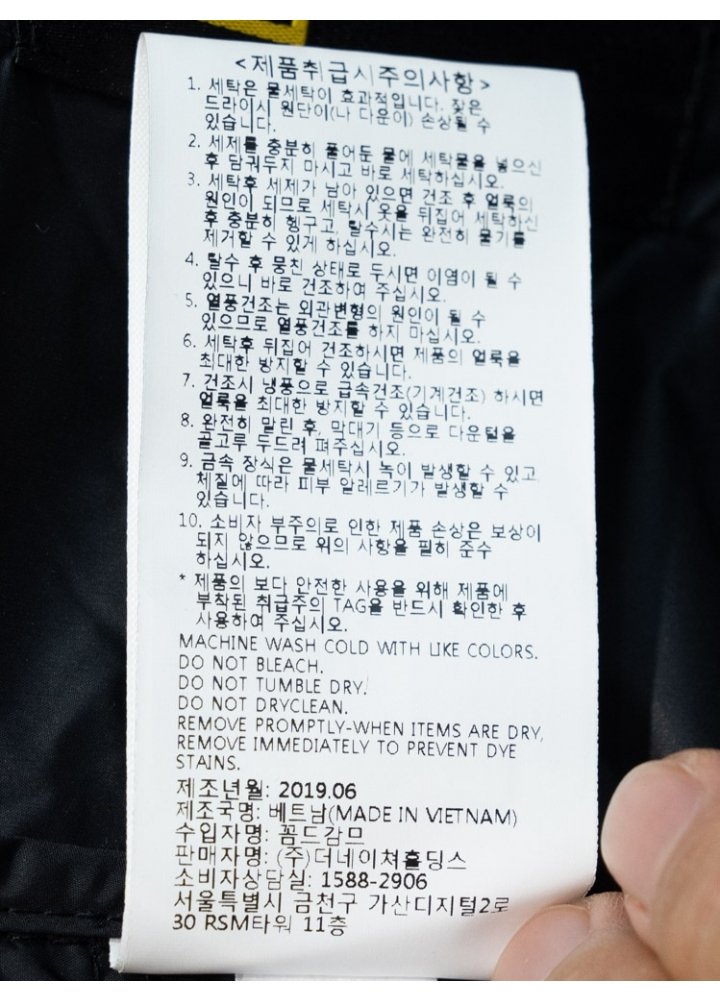 <제품취급시주의사항>
1. 세탁은 물세탁이 효과적입니다. 잦은
드라이시 원단이(나 다운이) 손상될 수
있습니다.
2. 세제를 충분히 풀어둔 물에 세탁물을 넣으신
후 담궈두지 마시고 바로 세탁하십시오.
3. 세탁후 세제가 남아 있으면 건조 후 얼룩의
원인이 되므로 세탁시 옷을 뒤집어 세탁하신
후 충분히 헹구고, 탈수시는 완전히 물기를
제거할 수 있게 하십시오.
4. 탈수 후 뭉친 상태로 두시면 이염이 될 수
있으니 바로 건조하여 주십시오.
5. 열풍건조는 외관변형의 원인이 될 수
있으므로 열풍건조를 하지 마십시오.
6. 세탁후 뒤집어 건조하시면 제품의 얼룩을
최대한 방지할 수 있습니다.
7. 건조시 냉풍으로 급속건조(기계건조) 하시면
얼룩을 최대한 방지할 수 있습니다.
8. 완전히 말린 후, 막대기 등으로 다운털을
골고루 두드려 펴주십시오.
9. 금속 장식은 물세탁시 녹이 발생할 수 있고
체질에 따라 피부 알레르기가 발생할 수
있습니다.
10. 소비자 부주의로 인한 제품 손상은 보상이
되지 않으므로 위의 사항을 필히 준수
하십시오.
* 제품의 보다 안전한 사용을 위해 제품에
부착된 취급주의 TAG을 반드시 확인한 후
사용하여 주십시오.
MACHINE WASH COLD WITH LIKE COLORS.
DO NOT BLEACH.
DO NOT TUMBLE DRY.
DO NOT DRYCLEAN.
REMOVE PROMPTLY-WHEN ITEMS ARE DRY,
REMOVE IMMEDIATELY TO PREVENT DYE
STAINS.
제조년월: 2019.06
제조국명: 베트남(MADE IN VIETNAM)
수입자명: 꼼드감므
판매자명: (주)더네이쳐홀딩스
소비자상담실: 1588-2906
서울특별시 금천구 가산디지털2로
30 RSM타워 11층